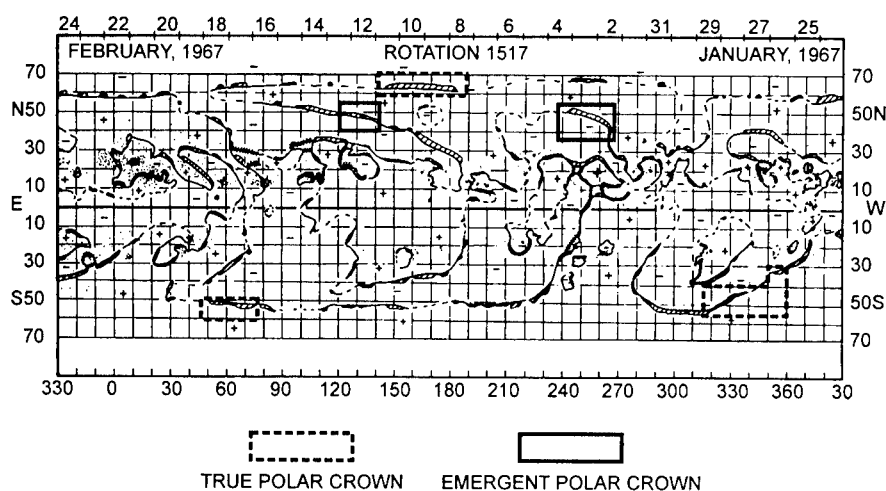 24 22 20 18 16 14 12 10 8 6 4 2 31 29 27 25
FEBRUARY, 1967 ROTATION 1517 JANUARY, 1967
70 70
N50 50N
30 30
10 10
E W
10 10
30 30
S50 50S
70 70
330 0 30 60 90 120 150 180 210 240 270 300 330 360 30
TRUE POLAR CROWN EMERGENT POLAR CROWN